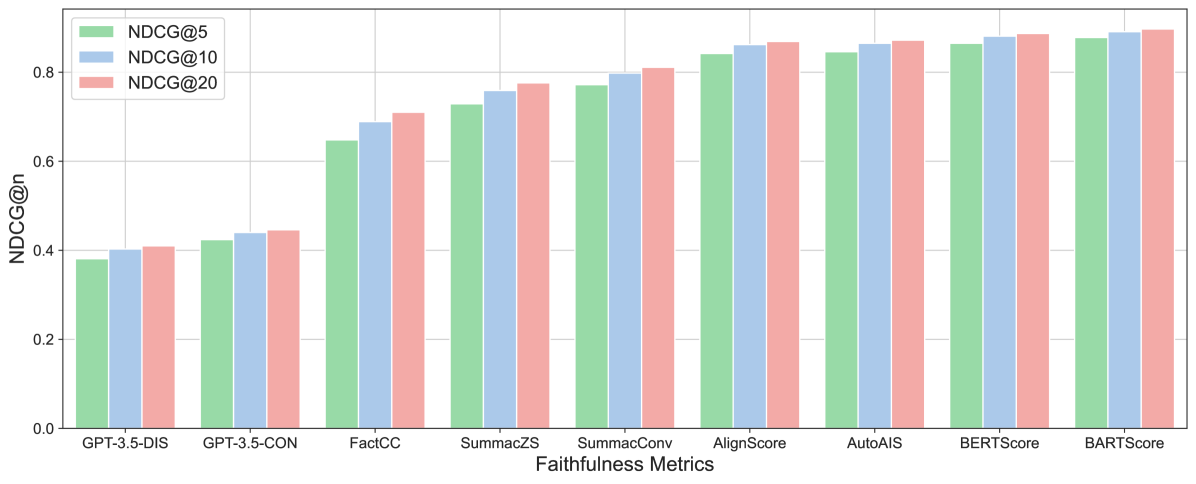 NDCG@5
NDCG@10
NDCG@20
NDCG@n
0.8
0.6
0.4
0.2
0.0
GPT-3.5-DIS GPT-3.5-CON FactCC SummacZS SummacConv AlignScore AutoAIS BERTScore BARTScore
Faithfulness Metrics